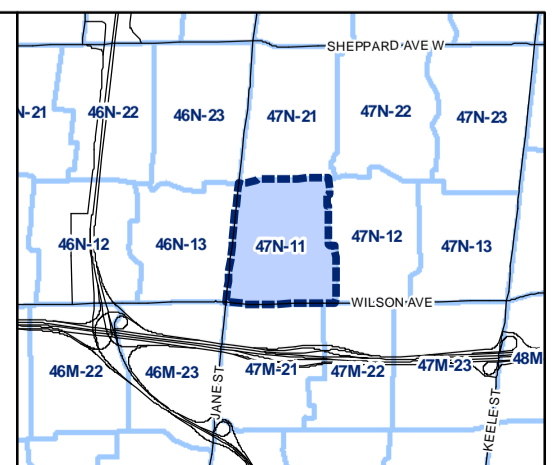 SHEPPARD AVE W
N-21
46N-22
46N-23
47N-21
47N-22
47N-23
46N-12
46N-13
47N-11
47N-12
47N-13
WILSON AVE
46M-22
46M-23
47M-21
47M-22
47M-23
48M
JANE ST
KEELE ST